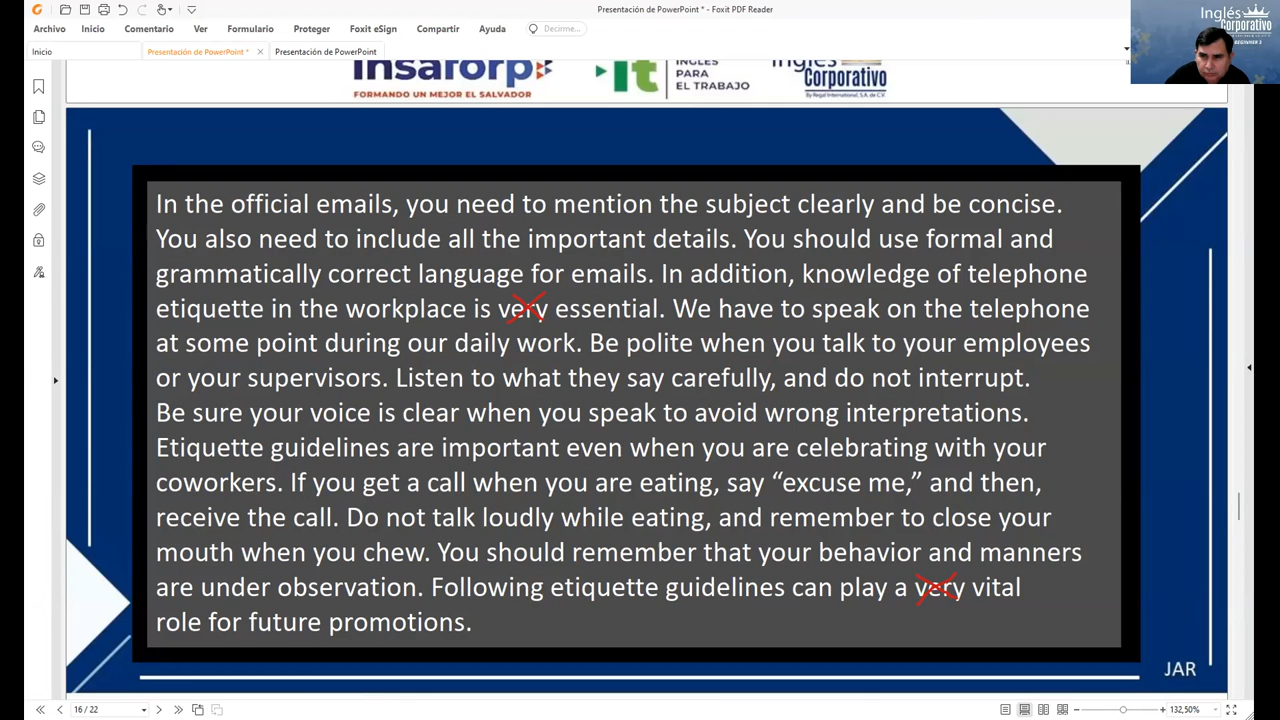 Presentación de PowerPoint * - Foxit PDF Reader
Archivo Inicio Comentario Ver Formulario Proteger Foxit eSign Compartir Ayuda Decirme...
Inicio Presentación de PowerPoint * Presentación de PowerPoint
Inglés
Corporativo
BEGINNER 2
insaforp
FORMANDO UN MEJOR EL SALVADOR
It
INGLÉS
PARA
EL TRABAJO
Inglés
Corporativo
By Regal International, S.A. de C.V.
In the official emails, you need to mention the subject clearly and be concise.
You also need to include all the important details. You should use formal and
grammatically correct language for emails. In addition, knowledge of telephone
etiquette in the workplace is very essential. We have to speak on the telephone
at some point during our daily work. Be polite when you talk to your employees
or your supervisors. Listen to what they say carefully, and do not interrupt.
Be sure your voice is clear when you speak to avoid wrong interpretations.
Etiquette guidelines are important even when you are celebrating with your
coworkers. If you get a call when you are eating, say “excuse me,” and then,
receive the call. Do not talk loudly while eating, and remember to close your
mouth when you chew. You should remember that your behavior and manners
are under observation. Following etiquette guidelines can play a very vital
role for future promotions.
JAR
16 / 22
132,50%